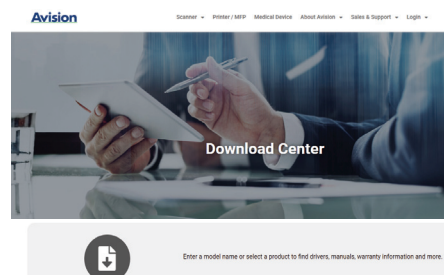 Avision
Scanner Printer / MFP Medical Device About Avision Sales & Support Login
Download Center
Enter a model name or select a product to find drivers, manuals, warranty information and more.